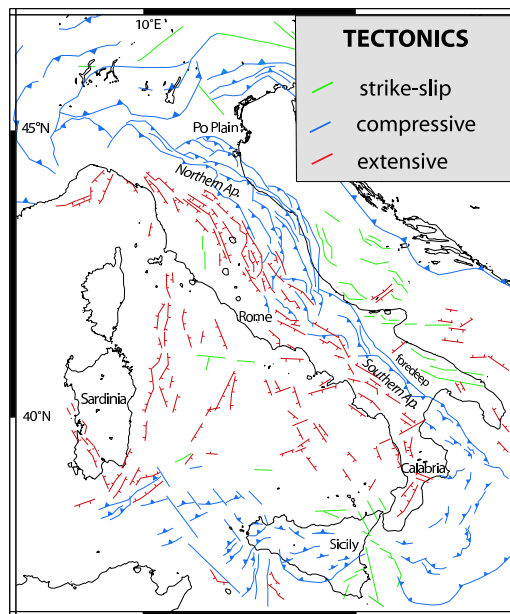 10°E
TECTONICS
strike-slip
compressive
extensive
45°N
Po Plain
Northern Ap.
Rome
foredeep
Southern Ap.
Sardinia
40°N
Calabria
Sicily